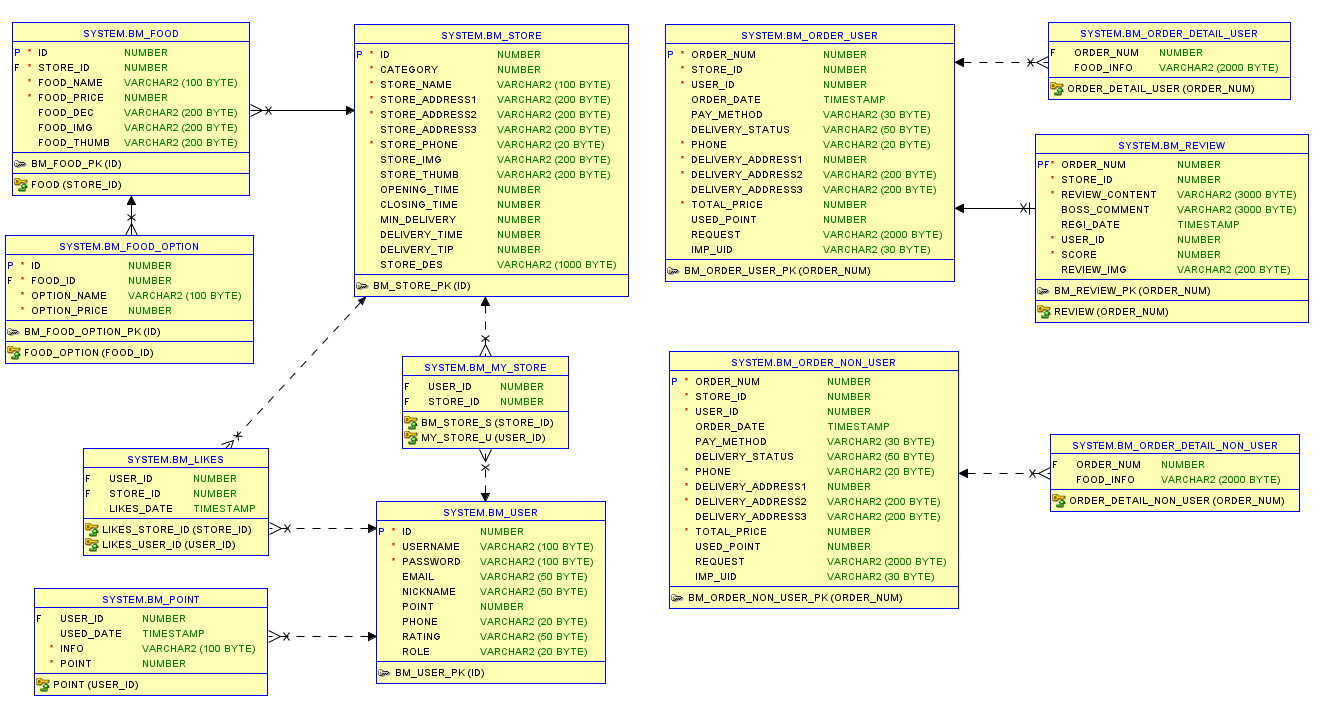 SYSTEM.BM_FOOD
P * ID NUMBER
F * STORE_ID NUMBER
* FOOD_NAME VARCHAR2 (100 BYTE)
* FOOD_PRICE NUMBER
FOOD_DEC VARCHAR2 (200 BYTE)
FOOD_IMG VARCHAR2 (200 BYTE)
FOOD_THUMB VARCHAR2 (200 BYTE)
BM_FOOD_PK (ID)
FOOD (STORE_ID)
SYSTEM.BM_FOOD_OPTION
P * ID NUMBER
F * FOOD_ID NUMBER
* OPTION_NAME VARCHAR2 (100 BYTE)
* OPTION_PRICE NUMBER
BM_FOOD_OPTION_PK (ID)
FOOD_OPTION (FOOD_ID)
SYSTEM.BM_STORE
P * ID NUMBER
* CATEGORY NUMBER
* STORE_NAME VARCHAR2 (100 BYTE)
* STORE_ADDRESS1 VARCHAR2 (200 BYTE)
* STORE_ADDRESS2 VARCHAR2 (200 BYTE)
STORE_ADDRESS3 VARCHAR2 (200 BYTE)
* STORE_PHONE VARCHAR2 (20 BYTE)
STORE_IMG VARCHAR2 (200 BYTE)
STORE_THUMB VARCHAR2 (200 BYTE)
OPENING_TIME NUMBER
CLOSING_TIME NUMBER
MIN_DELIVERY NUMBER
DELIVERY_TIME NUMBER
DELIVERY_TIP NUMBER
STORE_DES VARCHAR2 (1000 BYTE)
BM_STORE_PK (ID)
SYSTEM.BM_MY_STORE
F USER_ID NUMBER
F STORE_ID NUMBER
BM_STORE_S (STORE_ID)
MY_STORE_U (USER_ID)
SYSTEM.BM_LIKES
F USER_ID NUMBER
F STORE_ID NUMBER
LIKES_DATE TIMESTAMP
LIKES_STORE_ID (STORE_ID)
LIKES_USER_ID (USER_ID)
SYSTEM.BM_POINT
F USER_ID NUMBER
USED_DATE TIMESTAMP
* INFO VARCHAR2 (100 BYTE)
* POINT NUMBER
POINT (USER_ID)
SYSTEM.BM_USER
P * ID NUMBER
* USERNAME VARCHAR2 (100 BYTE)
* PASSWORD VARCHAR2 (100 BYTE)
EMAIL VARCHAR2 (50 BYTE)
NICKNAME VARCHAR2 (50 BYTE)
POINT NUMBER
PHONE VARCHAR2 (20 BYTE)
RATING VARCHAR2 (50 BYTE)
ROLE VARCHAR2 (20 BYTE)
BM_USER_PK (ID)
SYSTEM.BM_ORDER_USER
P * ORDER_NUM NUMBER
* STORE_ID NUMBER
* USER_ID NUMBER
ORDER_DATE TIMESTAMP
PAY_METHOD VARCHAR2 (30 BYTE)
DELIVERY_STATUS VARCHAR2 (50 BYTE)
* PHONE VARCHAR2 (20 BYTE)
* DELIVERY_ADDRESS1 NUMBER
* DELIVERY_ADDRESS2 VARCHAR2 (200 BYTE)
DELIVERY_ADDRESS3 VARCHAR2 (200 BYTE)
* TOTAL_PRICE NUMBER
USED_POINT NUMBER
REQUEST VARCHAR2 (2000 BYTE)
IMP_UID VARCHAR2 (30 BYTE)
BM_ORDER_USER_PK (ORDER_NUM)
SYSTEM.BM_ORDER_DETAIL_USER
F ORDER_NUM NUMBER
FOOD_INFO VARCHAR2 (2000 BYTE)
ORDER_DETAIL_USER (ORDER_NUM)
SYSTEM.BM_REVIEW
PF* ORDER_NUM NUMBER
* STORE_ID NUMBER
* REVIEW_CONTENT VARCHAR2 (3000 BYTE)
BOSS_COMMENT VARCHAR2 (3000 BYTE)
REGI_DATE TIMESTAMP
* USER_ID NUMBER
* SCORE NUMBER
REVIEW_IMG VARCHAR2 (200 BYTE)
BM_REVIEW_PK (ORDER_NUM)
REVIEW (ORDER_NUM)
SYSTEM.BM_ORDER_NON_USER
P * ORDER_NUM NUMBER
* STORE_ID NUMBER
* USER_ID NUMBER
ORDER_DATE TIMESTAMP
PAY_METHOD VARCHAR2 (30 BYTE)
DELIVERY_STATUS VARCHAR2 (50 BYTE)
* PHONE VARCHAR2 (20 BYTE)
* DELIVERY_ADDRESS1 NUMBER
* DELIVERY_ADDRESS2 VARCHAR2 (200 BYTE)
DELIVERY_ADDRESS3 VARCHAR2 (200 BYTE)
* TOTAL_PRICE NUMBER
USED_POINT NUMBER
REQUEST VARCHAR2 (2000 BYTE)
IMP_UID VARCHAR2 (30 BYTE)
BM_ORDER_NON_USER_PK (ORDER_NUM)
SYSTEM.BM_ORDER_DETAIL_NON_USER
F ORDER_NUM NUMBER
FOOD_INFO VARCHAR2 (2000 BYTE)
ORDER_DETAIL_NON_USER (ORDER_NUM)